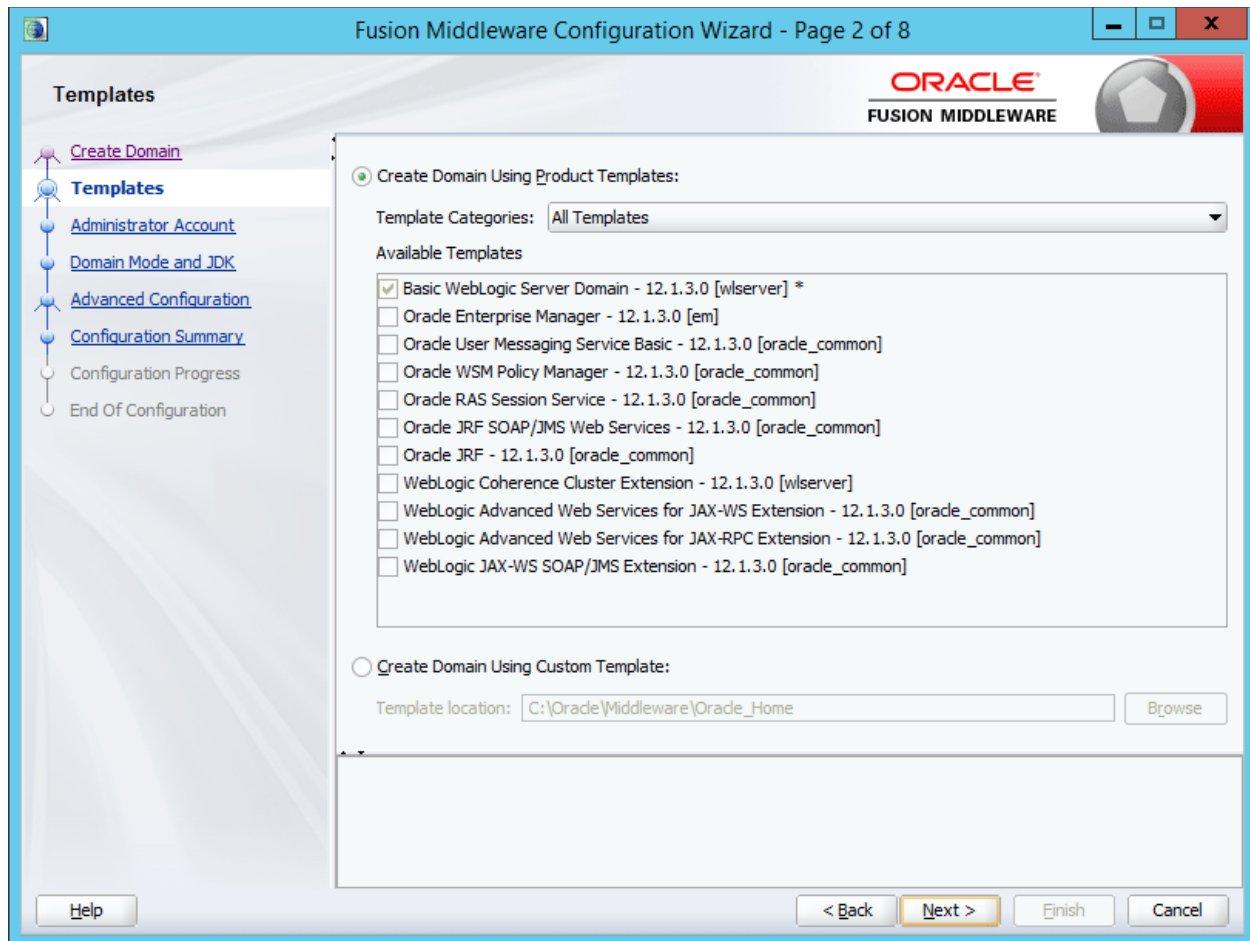 Fusion Middleware Configuration Wizard - Page 2 of 8
X
Templates
ORACLE
FUSION MIDDLEWARE
Create Domain
Templates
Administrator Account
Domain Mode and JDK
Advanced Configuration
Configuration Summary
Configuration Progress
End Of Configuration
Create Domain Using Product Templates:
Template Categories: All Templates
Available Templates
Basic WebLogic Server Domain - 12.1.3.0 [wlserver] *
Oracle Enterprise Manager - 12.1.3.0 [em]
Oracle User Messaging Service Basic - 12.1.3.0 [oracle_common]
Oracle WSM Policy Manager - 12.1.3.0 [oracle_common]
Oracle RAS Session Service - 12.1.3.0 [oracle_common]
Oracle JRF SOAP/JMS Web Services - 12.1.3.0 [oracle_common]
Oracle JRF - 12.1.3.0 [oracle_common]
WebLogic Coherence Cluster Extension - 12.1.3.0 [wlserver]
WebLogic Advanced Web Services for JAX-WS Extension - 12.1.3.0 [oracle_common]
WebLogic Advanced Web Services for JAX-RPC Extension - 12.1.3.0 [oracle_common]
WebLogic JAX-WS SOAP/JMS Extension - 12.1.3.0 [oracle_common]
Create Domain Using Custom Template:
Template location: C:\Oracle\Middleware\Oracle_Home Browse
Help < Back Next > Finish Cancel